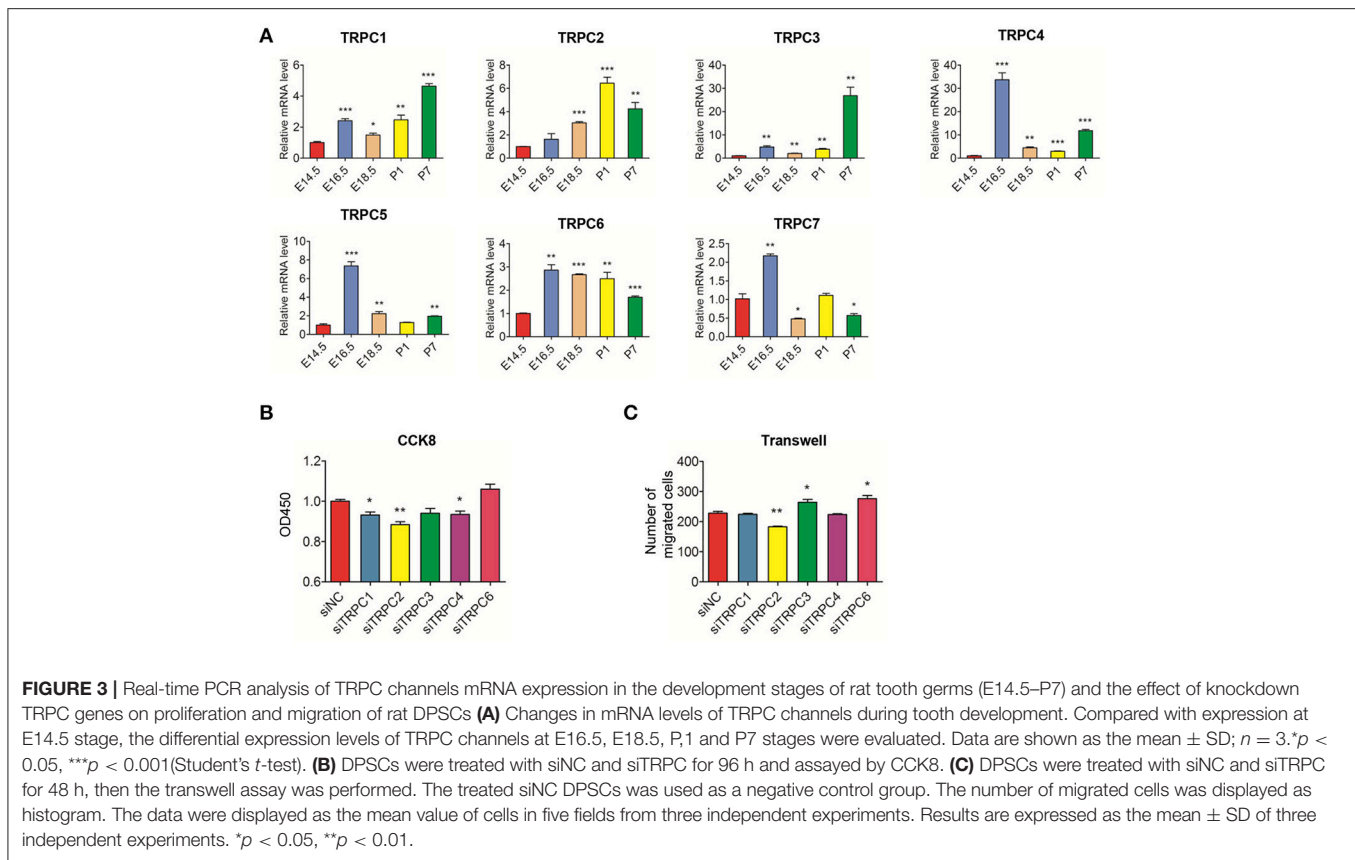 A
TRPC1
Relative mRNA level
6
4
2
0
***
*
**
***
E14.5
E16.5
E18.5
P1
P7
TRPC2
Relative mRNA level
8
6
4
2
0
***
***
**
E14.5
E16.5
E18.5
P1
P7
TRPC3
Relative mRNA level
40
30
20
10
0
**
**
**
**
E14.5
E16.5
E18.5
P1
P7
TRPC4
Relative mRNA level
40
30
20
10
0
***
**
***
***
E14.5
E16.5
E18.5
P1
P7
TRPC5
Relative mRNA level
10
8
6
4
2
0
***
**
**
E14.5
E16.5
E18.5
P1
P7
TRPC6
Relative mRNA level
4
3
2
1
0
**
***
**
***
E14.5
E16.5
E18.5
P1
P7
TRPC7
Relative mRNA level
2.5
2.0
1.5
1.0
0.5
0.0
**
*
*
E14.5
E16.5
E18.5
P1
P7
B
CCK8
OD450
1.2
1.0
0.8
0.6
*
**
*
siNC
siTRPC1
siTRPC2
siTRPC3
siTRPC4
siTRPC6
C
Transwell
Number of
migrated cells
400
300
200
100
0
**
*
*
siNC
siTRPC1
siTRPC2
siTRPC3
siTRPC4
siTRPC6
FIGURE 3 | Real-time PCR analysis of TRPC channels mRNA expression in the development stages of rat tooth germs (E14.5–P7) and the effect of knockdown
TRPC genes on proliferation and migration of rat DPSCs (A) Changes in mRNA levels of TRPC channels during tooth development. Compared with expression at
E14.5 stage, the differential expression levels of TRPC channels at E16.5, E18.5, P,1 and P7 stages were evaluated. Data are shown as the mean ± SD; n = 3.*p <
0.05, ***p < 0.001(Student's t-test). (B) DPSCs were treated with siNC and siTRPC for 96 h and assayed by CCK8. (C) DPSCs were treated with siNC and siTRPC
for 48 h, then the transwell assay was performed. The treated siNC DPSCs was used as a negative control group. The number of migrated cells was displayed as
histogram. The data were displayed as the mean value of cells in five fields from three independent experiments. Results are expressed as the mean ± SD of three
independent experiments. *p < 0.05, **p < 0.01.